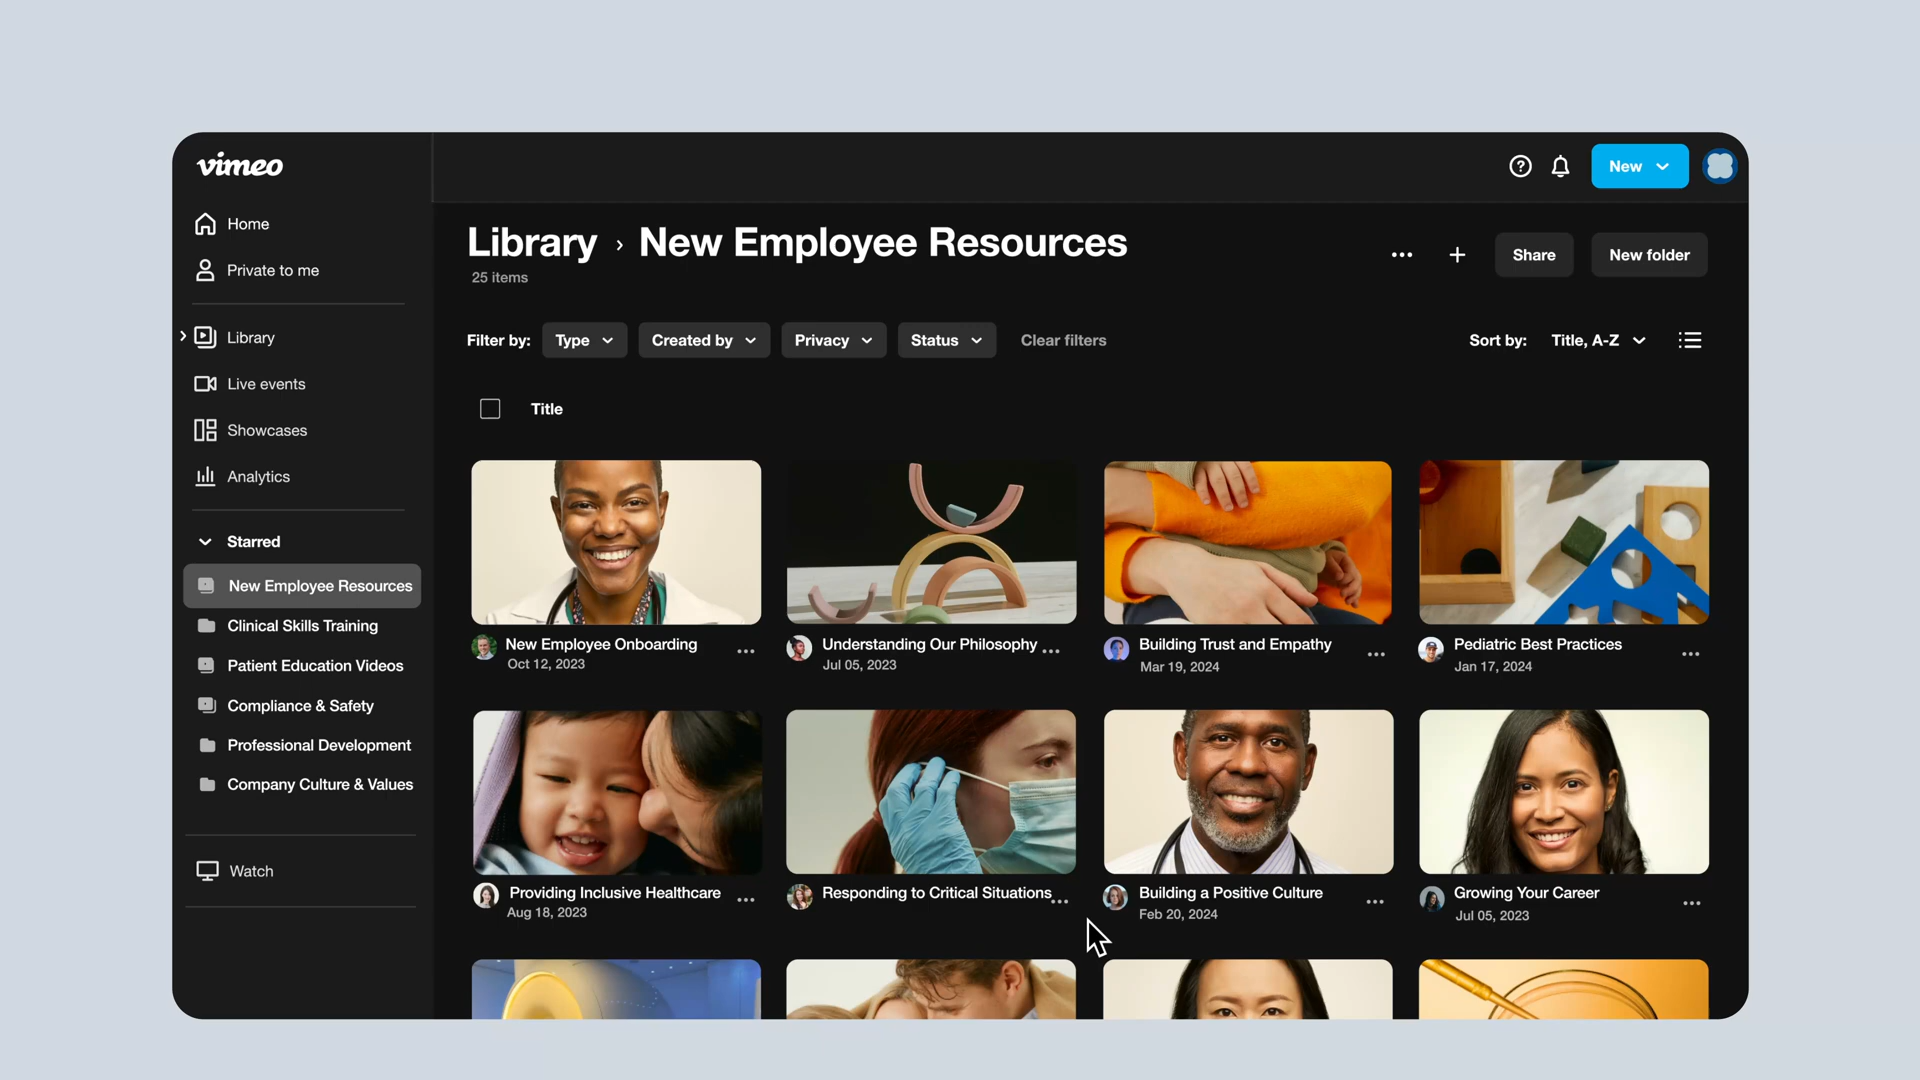 vimeo
New
Home
Private to me
Library
Live events
Showcases
Analytics
Starred
New Employee Resources
Clinical Skills Training
Patient Education Videos
Compliance & Safety
Professional Development
Company Culture & Values
Watch
Library › New Employee Resources
25 items
Share
New folder
Filter by: Type Created by Privacy Status Clear filters
Sort by: Title, A-Z
Title
New Employee Onboarding
Oct 12, 2023
Understanding Our Philosophy
Jul 05, 2023
Building Trust and Empathy
Mar 19, 2024
Pediatric Best Practices
Jan 17, 2024
Providing Inclusive Healthcare
Aug 18, 2023
Responding to Critical Situations
Building a Positive Culture
Feb 20, 2024
Growing Your Career
Jul 05, 2023